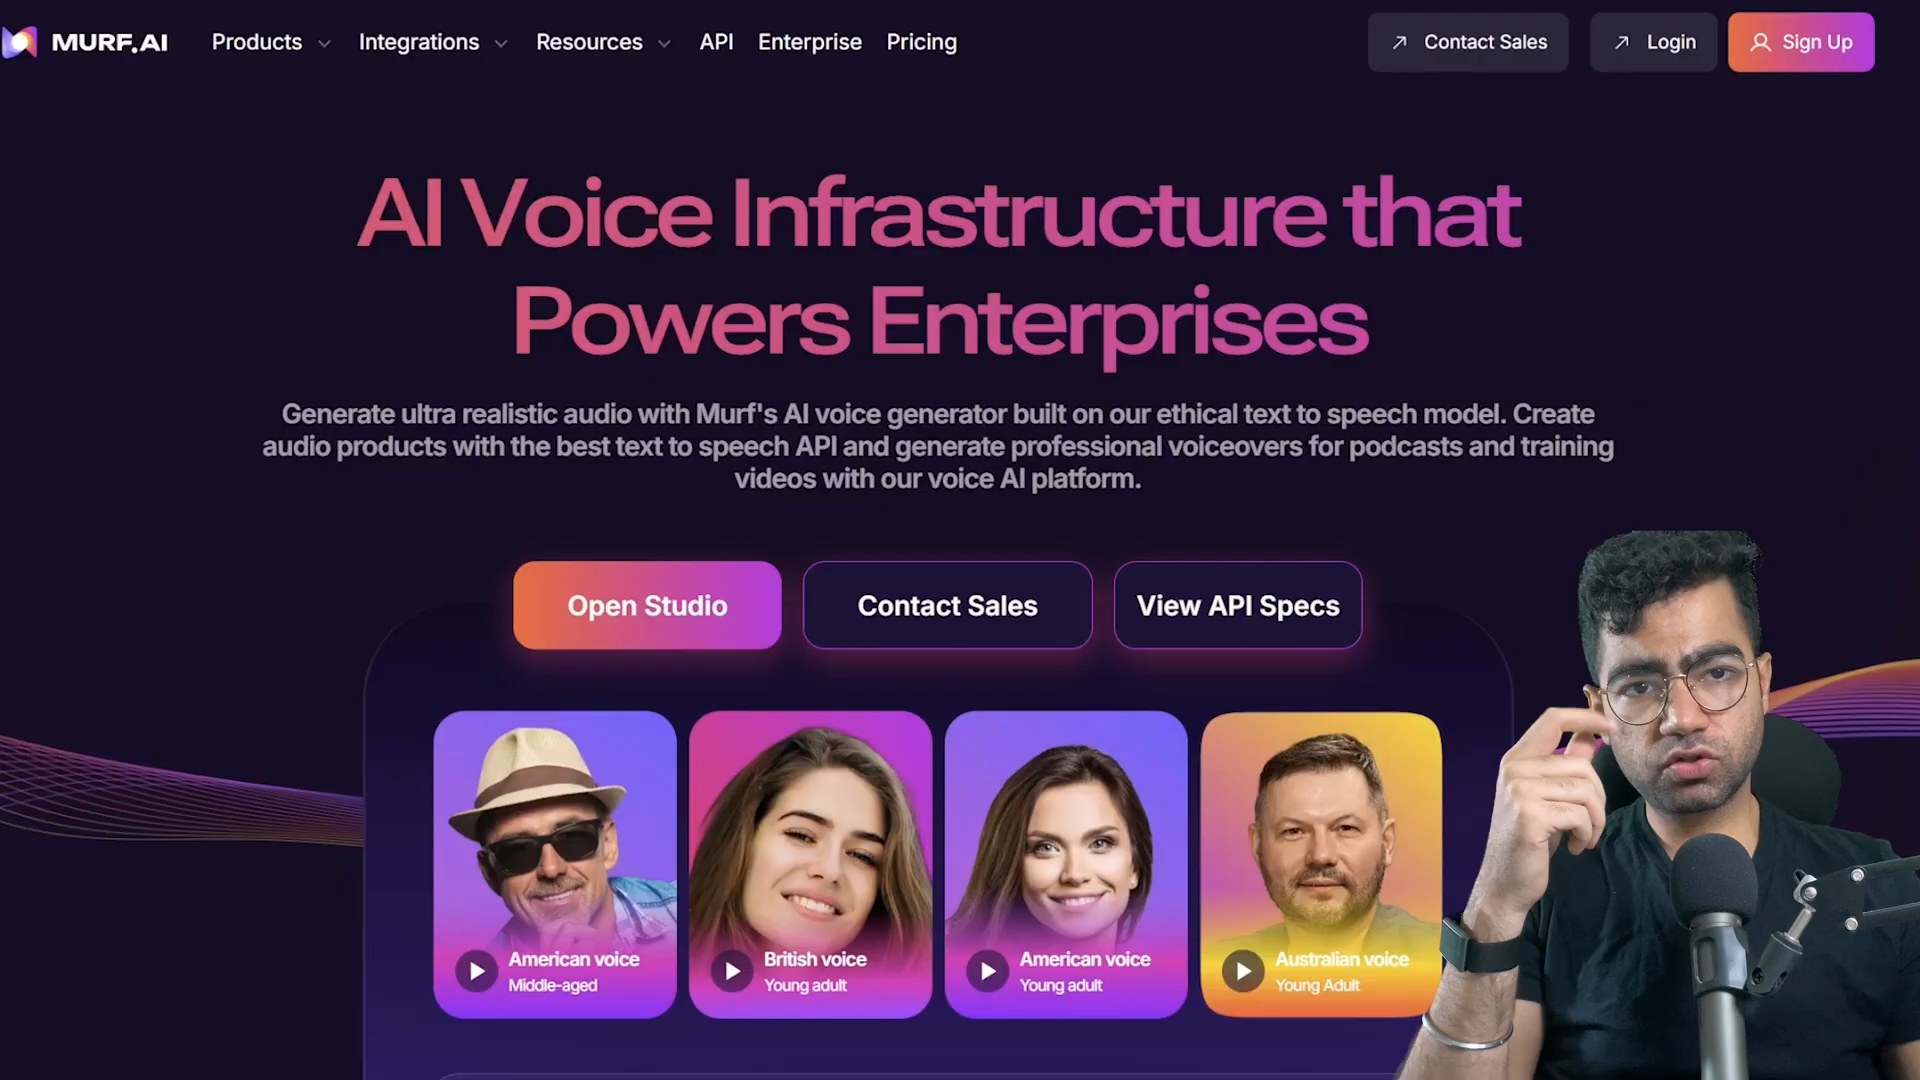 MURF.AI
Products
Integrations
Resources
API
Enterprise
Pricing
Contact Sales
Login
Sign Up
AI Voice Infrastructure that
Powers Enterprises
Generate ultra realistic audio with Murf's AI voice generator built on our ethical text to speech model. Create
audio products with the best text to speech API and generate professional voiceovers for podcasts and training
videos with our voice AI platform.
Open Studio
Contact Sales
View API Specs
American voice
Middle-aged
British voice
Young adult
American voice
Young adult
Australian voice
Young Adult